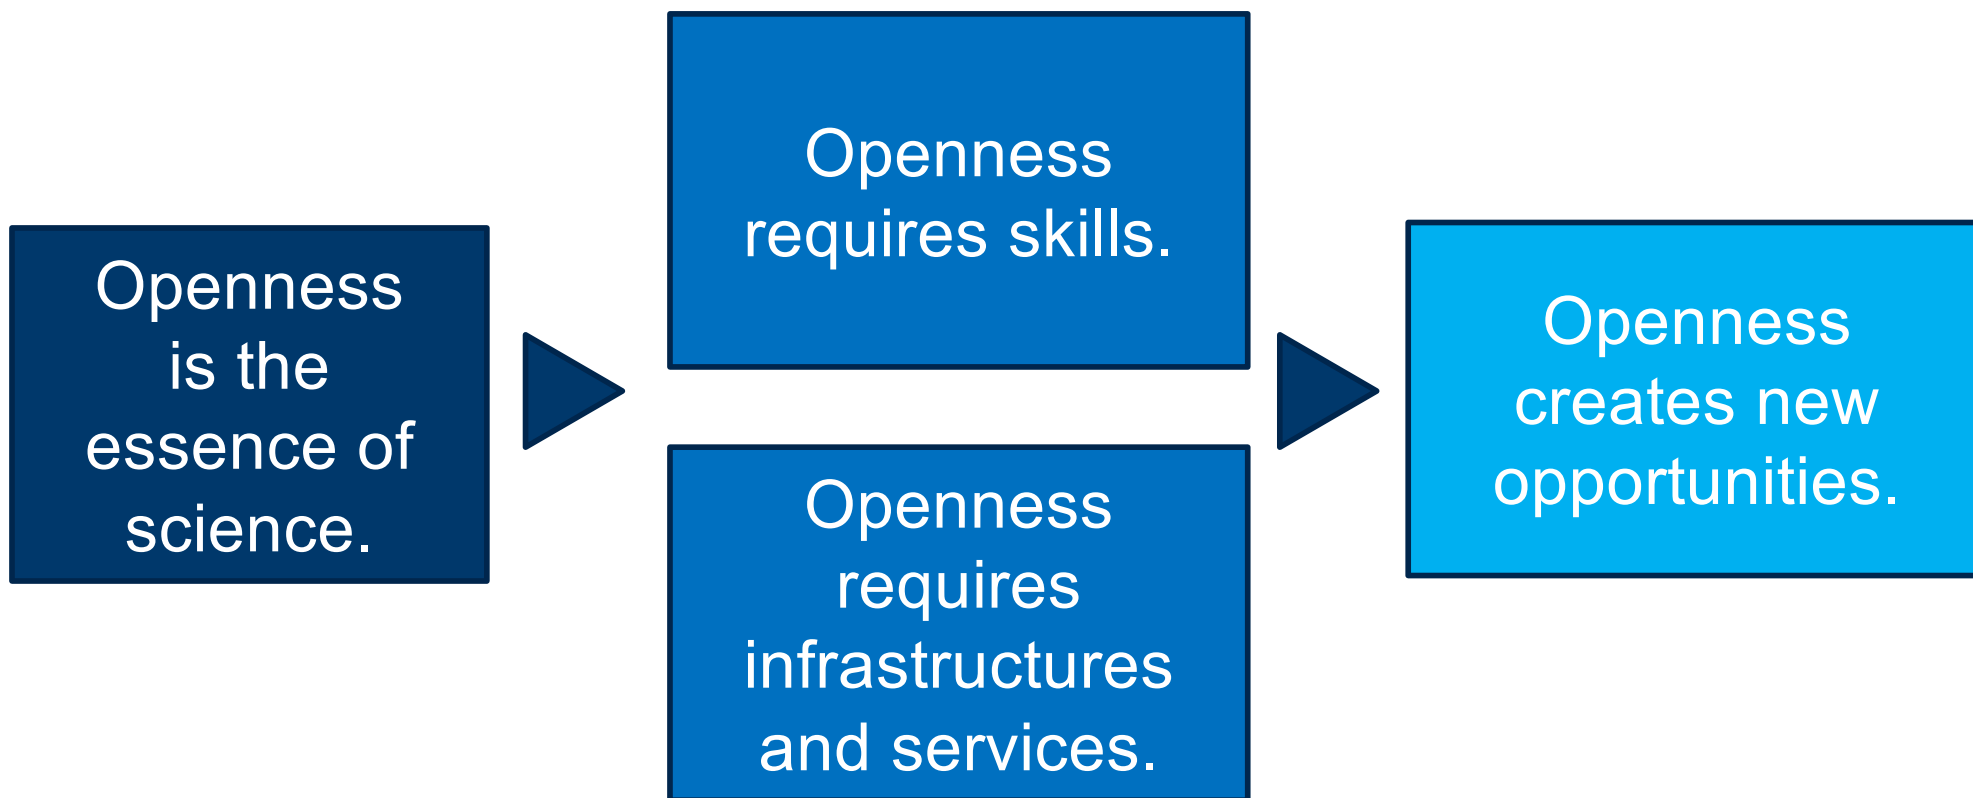 Openness
is the
essence of
science.
Openness
requires skills.
Openness
requires
infrastructures
and services.
Openness
creates new
opportunities.